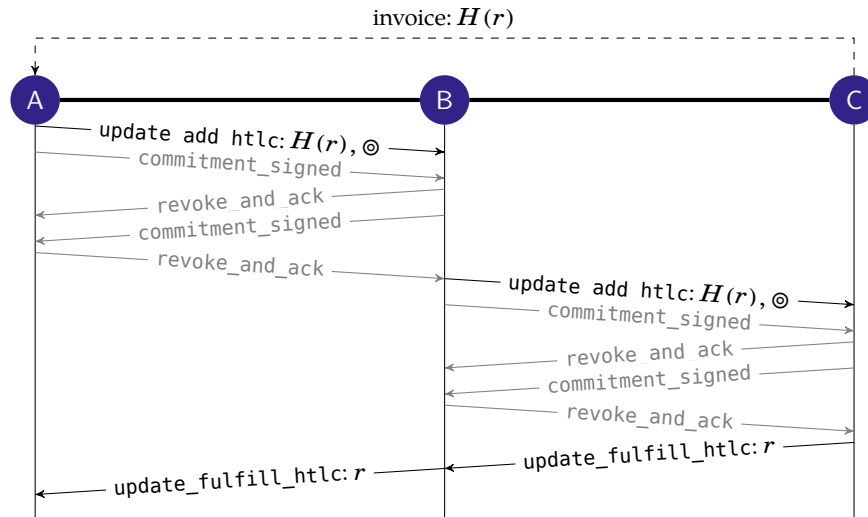 invoice: H(r)
A
B
C
update add htlc: H(r), ⊚
commitment_signed
revoke_and_ack
commitment_signed
revoke_and_ack
update add htlc: H(r), ⊚
commitment_signed
revoke_and_ack
commitment_signed
revoke_and_ack
update_fulfill_htlc: r
update_fulfill_htlc: r